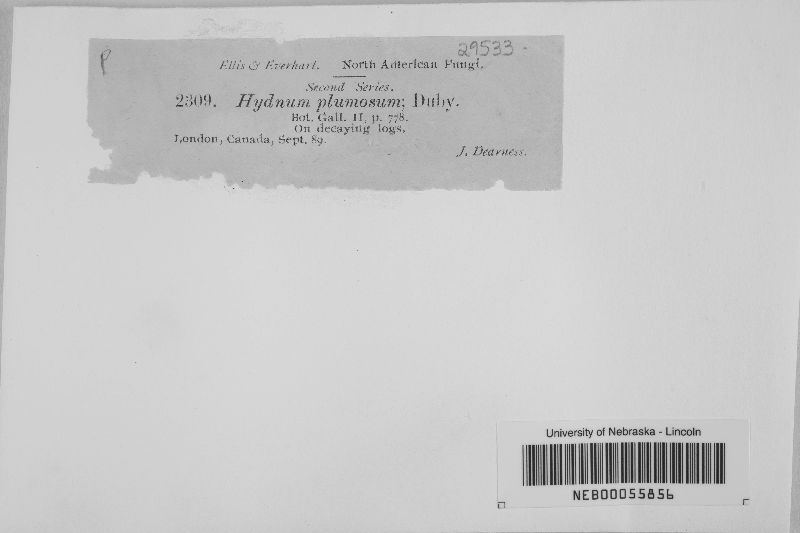 29533.
P
Ellis & Everhart. North American Fungi.
Second Series.
2309. Hydnum plumosum; Duby.
Bot. Gall. II, p. 778.
On decaying logs.
London, Canada, Sept. 89.
J. Dearness.
University of Nebraska - Lincoln
NEB00055856